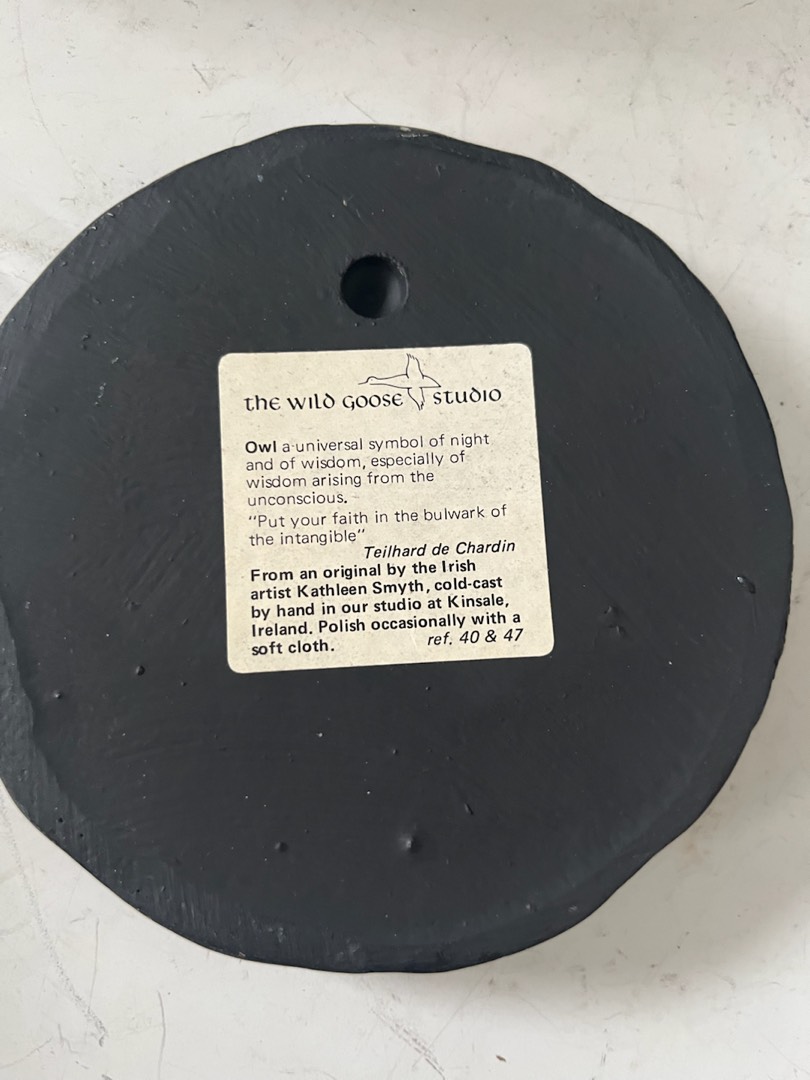 the wild goose studio
Owl a universal symbol of night
and of wisdom, especially of
wisdom arising from the
unconscious.
"Put your faith in the bulwark of
the intangible"
Teilhard de Chardin
From an original by the Irish
artist Kathleen Smyth, cold-cast
by hand in our studio at Kinsale,
Ireland. Polish occasionally with a
soft cloth. ref. 40 & 47